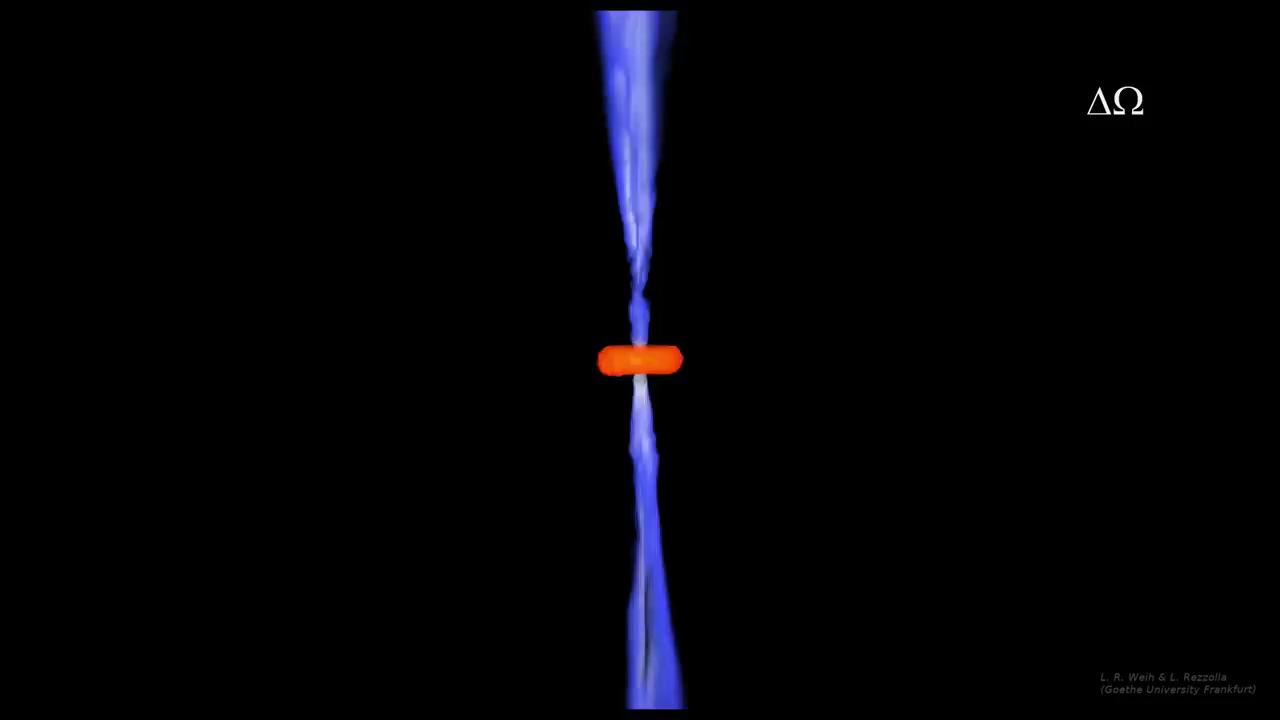 ΔΩ
L. R. Weih & L. Rezzolla
(Goethe University Frankfurt)